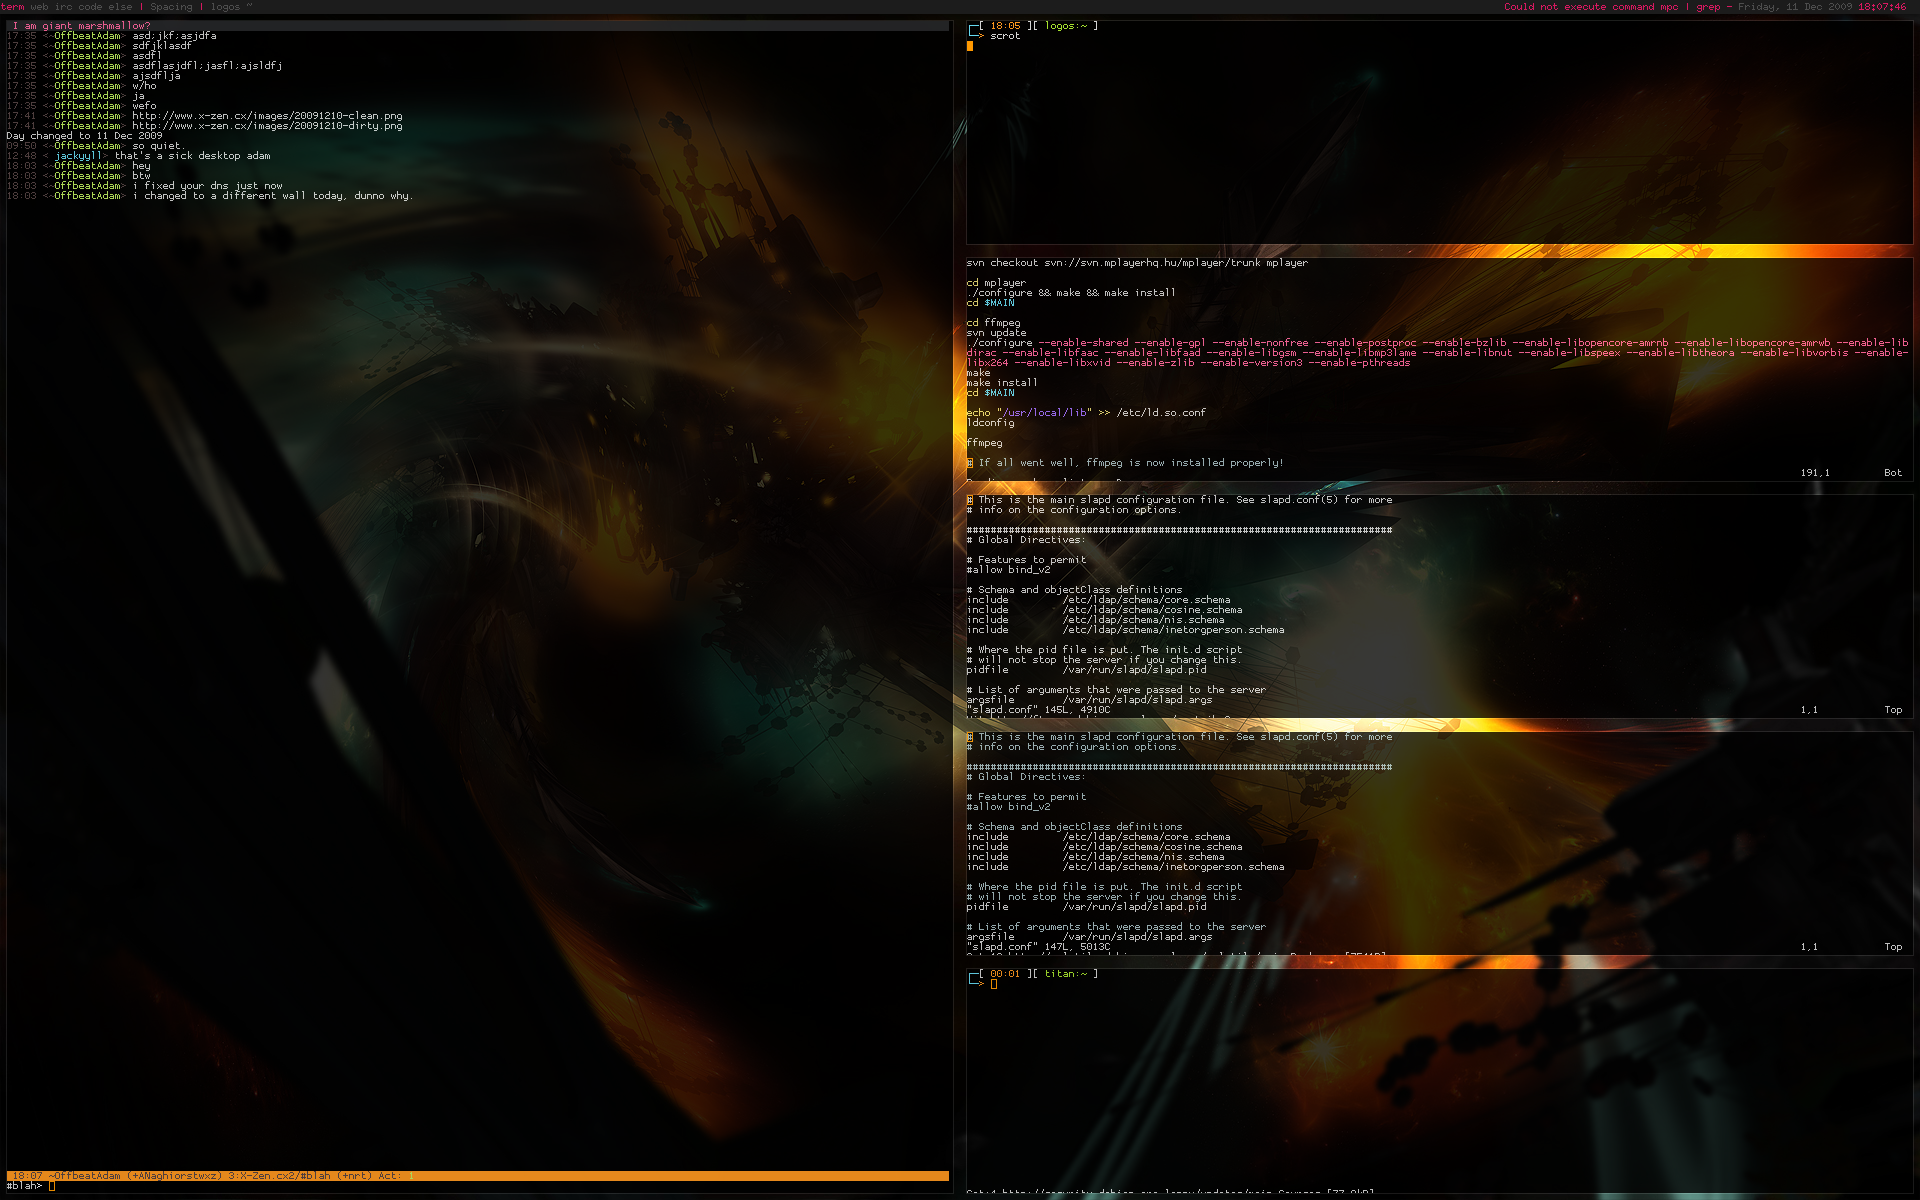 term web irc code else | Spacing | logos ~
Could not execute command mpc | grep - Friday, 11 Dec 2009 18:07:46
I am giant marshmallow?
17:35 <~OffbeatAdam> asd;jkf;asjdfa
17:35 <~OffbeatAdam> sdfjklasdf
17:35 <~OffbeatAdam> asdfl
17:35 <~OffbeatAdam> asdflasjdfl;jasfl;ajsldfj
17:35 <~OffbeatAdam> ajsdflja
17:35 <~OffbeatAdam> w/ho
17:35 <~OffbeatAdam> ja
17:35 <~OffbeatAdam> wefo
17:41 <~OffbeatAdam> http://www.x-zen.cx/images/20091210-clean.png
17:41 <~OffbeatAdam> http://www.x-zen.cx/images/20091210-dirty.png
Day changed to 11 Dec 2009
09:50 <~OffbeatAdam> so quiet.
12:48 < jackyyll> that's a sick desktop adam
18:03 <~OffbeatAdam> hey
18:03 <~OffbeatAdam> btw
18:03 <~OffbeatAdam> i fixed your dns just now
18:03 <~OffbeatAdam> i changed to a different wall today, dunno why.
18:07 ~OffbeatAdam (+ANaghiorstwxz) 3:X-Zen.cx2/#blah (+nrt) Act: 1
#blah>
[ 18:05 ][ logos:~ ]
> scrot
svn checkout svn://svn.mplayerhq.hu/mplayer/trunk mplayer
cd mplayer
./configure && make && make install
cd $MAIN
cd ffmpeg
svn update
./configure --enable-shared --enable-gpl --enable-nonfree --enable-postproc --enable-bzlib --enable-libopencore-amrnb --enable-libopencore-amrwb --enable-lib
dirac --enable-libfaac --enable-libfaad --enable-libgsm --enable-libmp3lame --enable-libnut --enable-libspeex --enable-libtheora --enable-libvorbis --enable-
libx264 --enable-libxvid --enable-zlib --enable-version3 --enable-pthreads
make
make install
cd $MAIN
echo "/usr/local/lib" >> /etc/ld.so.conf
ldconfig
ffmpeg
# If all went well, ffmpeg is now installed properly!
191,1 Bot
# This is the main slapd configuration file. See slapd.conf(5) for more
# info on the configuration options.
#######################################################################
# Global Directives:
# Features to permit
#allow bind_v2
# Schema and objectClass definitions
include /etc/ldap/schema/core.schema
include /etc/ldap/schema/cosine.schema
include /etc/ldap/schema/nis.schema
include /etc/ldap/schema/inetorgperson.schema
# Where the pid file is put. The init.d script
# will not stop the server if you change this.
pidfile /var/run/slapd/slapd.pid
# List of arguments that were passed to the server
argsfile /var/run/slapd/slapd.args
"slapd.conf" 145L, 4910C 1,1 Top
# This is the main slapd configuration file. See slapd.conf(5) for more
# info on the configuration options.
#######################################################################
# Global Directives:
# Features to permit
#allow bind_v2
# Schema and objectClass definitions
include /etc/ldap/schema/core.schema
include /etc/ldap/schema/cosine.schema
include /etc/ldap/schema/nis.schema
include /etc/ldap/schema/inetorgperson.schema
# Where the pid file is put. The init.d script
# will not stop the server if you change this.
pidfile /var/run/slapd/slapd.pid
# List of arguments that were passed to the server
argsfile /var/run/slapd/slapd.args
"slapd.conf" 147L, 5013C 1,1 Top
[ 00:01 ][ titan:~ ]
>